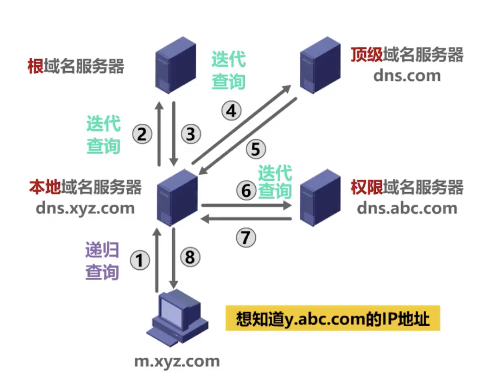 根域名服务器
迭代
查询
顶级域名服务器
dns.com
迭代
查询
②
③
④
⑤
本地域名服务器
dns.xyz.com
⑥
迭代
查询
权限域名服务器
dns.abc.com
⑦
递归
查询
①
⑧
想知道y.abc.com的IP地址
m.xyz.com